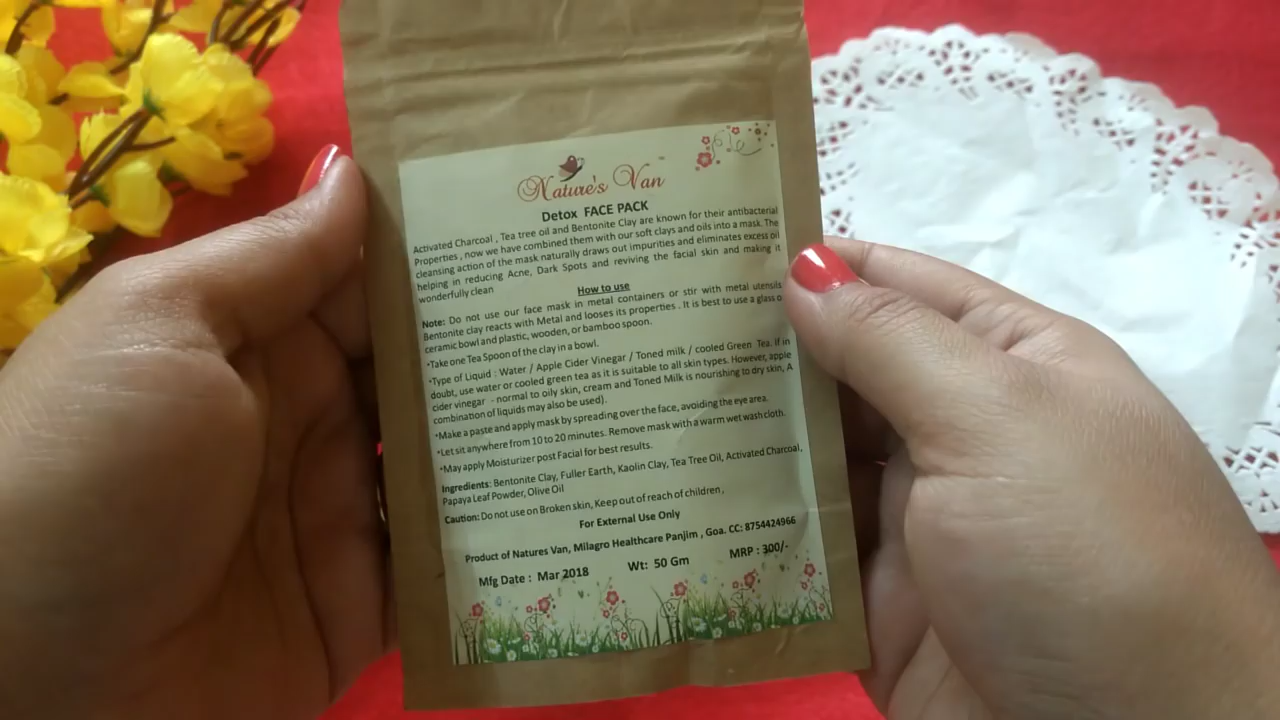 Nature's Van
Detox FACE PACK
Activated Charcoal , Tea tree oil and Bentonite Clay are known for their antibacterial
Properties , now we have combined them with our soft clays and oils into a mask. The
cleansing action of the mask naturally draws out impurities and eliminates excess oil
helping in reducing Acne, Dark Spots and reviving the facial skin and making it
wonderfully clean
How to use
Note: Do not use our face mask in metal containers or stir with metal utensils
Bentonite clay reacts with Metal and looses its properties . It is best to use a glass o
ceramic bowl and plastic, wooden, or bamboo spoon.
•Take one Tea Spoon of the clay in a bowl.
•Type of Liquid : Water / Apple Cider Vinegar / Toned milk / cooled Green Tea. If in
doubt, use water or cooled green tea as it is suitable to all skin types. However, apple
cider vinegar - normal to oily skin, cream and Toned Milk is nourishing to dry skin, A
combination of liquids may also be used).
•Make a paste and apply mask by spreading over the face, avoiding the eye area.
•Let sit anywhere from 10 to 20 minutes. Remove mask with a warm wet wash cloth.
•May apply Moisturizer post Facial for best results.
Ingredients: Bentonite Clay, Fuller Earth, Kaolin Clay, Tea Tree Oil, Activated Charcoal,
Papaya Leaf Powder, Olive Oil
Caution: Do not use on Broken skin, Keep out of reach of children ,
For External Use Only
Product of Natures Van, Milagro Healthcare Panjim , Goa. CC: 8754424966
Mfg Date : Mar 2018 Wt: 50 Gm MRP : 300/-